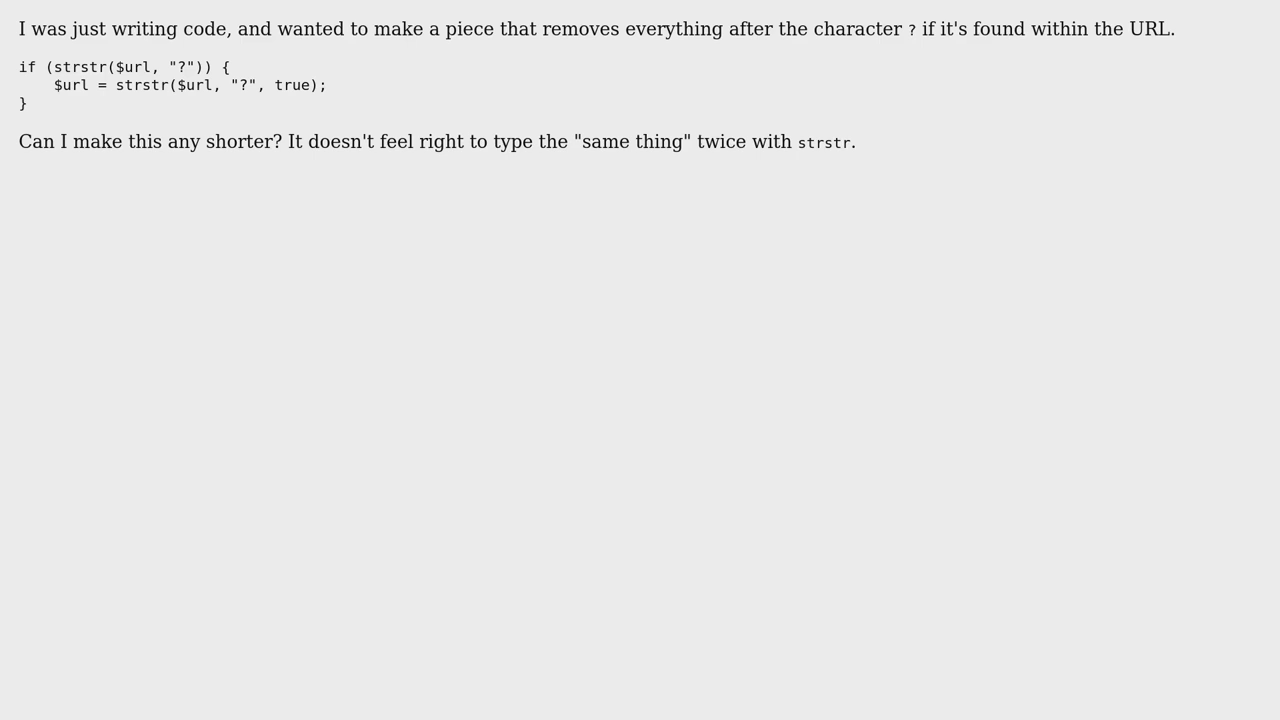 I was just writing code, and wanted to make a piece that removes everything after the character ? if it's found within the URL.
if (strstr($url, "?")) {
    $url = strstr($url, "?", true);
}
Can I make this any shorter? It doesn't feel right to type the "same thing" twice with strstr.